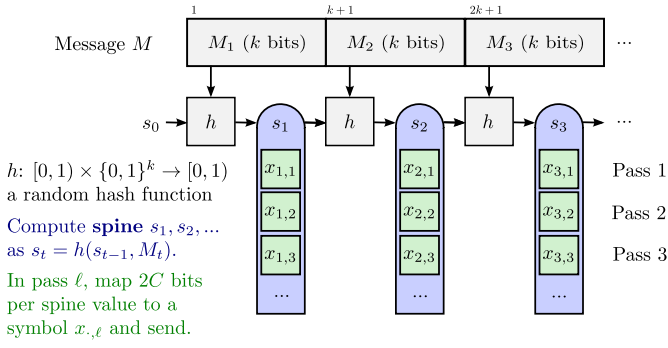 1 k+1 2k+1
Message M M₁ (k bits) M₂ (k bits) M₃ (k bits) ...
s₀ h s₁ h s₂ h s₃ ...
h: [0, 1) × {0, 1}ᵏ → [0, 1)
a random hash function
Compute spine s₁, s₂, ...
as sₜ = h(sₜ₋₁, Mₜ).
In pass ℓ, map 2C bits
per spine value to a
symbol x.,ℓ and send.
x₁,₁ x₂,₁ x₃,₁ Pass 1
x₁,₂ x₂,₂ x₃,₂ Pass 2
x₁,₃ x₂,₃ x₃,₃ Pass 3
... ... ...